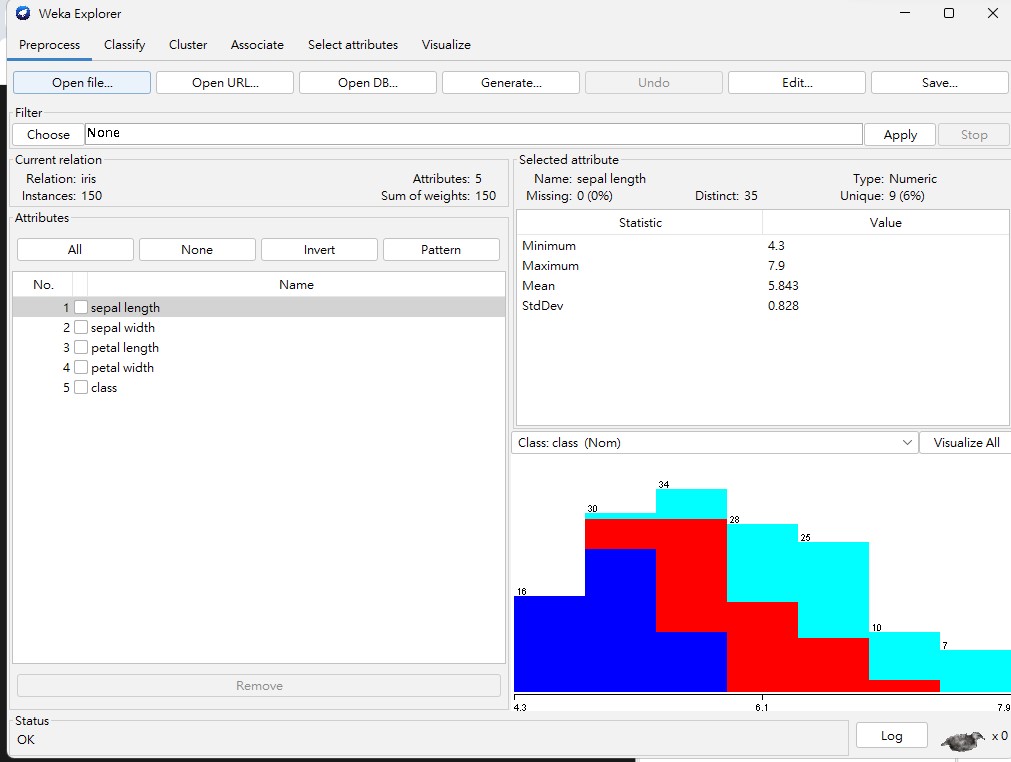 Weka Explorer
Preprocess Classify Cluster Associate Select attributes Visualize
Open file... Open URL... Open DB... Generate... Undo Edit... Save...
Filter
Choose None Apply Stop
Current relation
Relation: iris Attributes: 5
Instances: 150 Sum of weights: 150
Attributes
All None Invert Pattern
No. Name
1 sepal length
2 sepal width
3 petal length
4 petal width
5 class
Remove
Selected attribute
Name: sepal length Type: Numeric
Missing: 0 (0%) Distinct: 35 Unique: 9 (6%)
Statistic Value
Minimum 4.3
Maximum 7.9
Mean 5.843
StdDev 0.828
Class: class (Nom) Visualize All
16 30 34 28 25 10 7
4.3 6.1 7.9
Status
OK
Log x 0